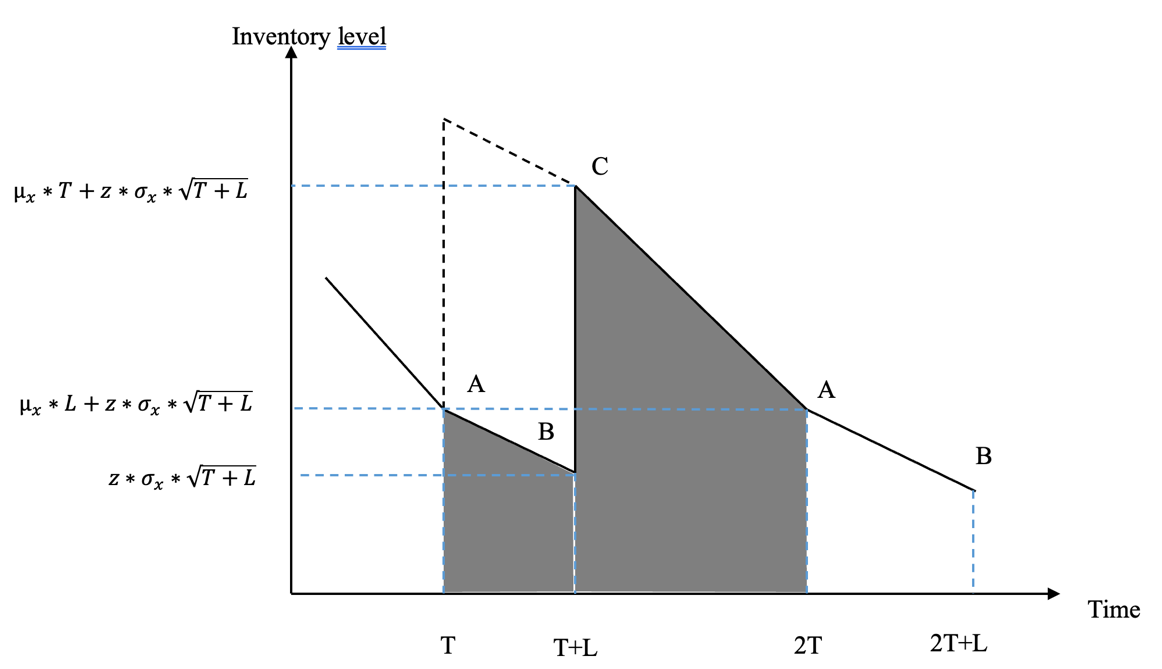 Inventory level
C
μₓ * T + z * σₓ * √T + L
A
A
μₓ * L + z * σₓ * √T + L
B
B
z * σₓ * √T + L
Time
T
T+L
2T
2T+L